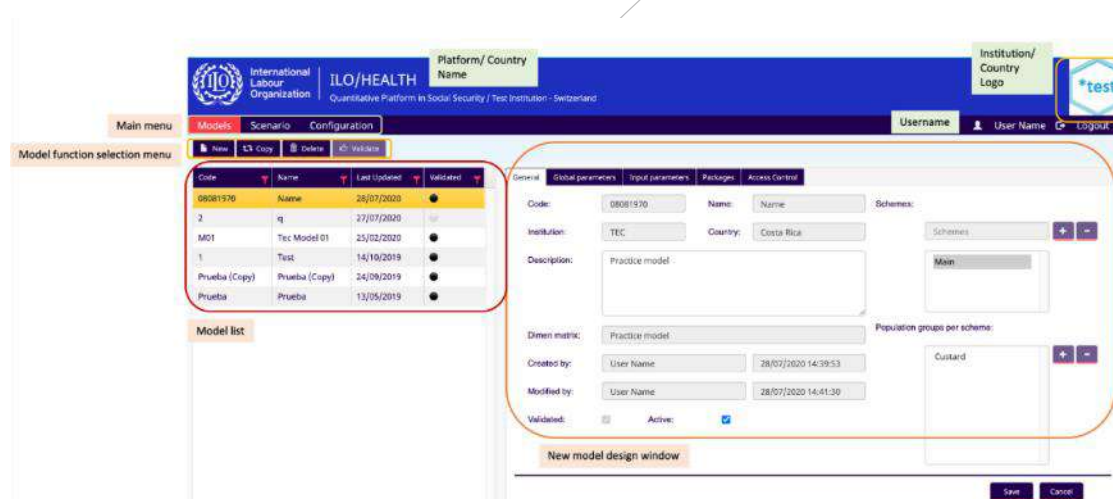 Platform/ Country
Name
Institution/
Country
Logo
International
Labour
Organization
ILO/HEALTH
Quantitative Platform in Social Security / Test Institution - Switzerland
*test
Main menu
Models Scenario Configuration
Username
User Name Logout
Model function selection menu
New Copy Delete Validate
Code Name Last Updated Validated
08081970 Name 28/07/2020
2 q 27/07/2020
M01 Tec Model 01 25/02/2020
1 Test 14/10/2019
Prueba (Copy) Prueba (Copy) 24/09/2019
Prueba Prueba 13/05/2019
Model list
General Global parameters Input parameters Packages Access Control
Code: 08081970 Name: Name Schemes:
Institution: TEC Country: Costa Rica Schemes + -
Description: Practice model Main
Dimen matrix: Practice model
Population groups per scheme:
Created by: User Name 28/07/2020 14:39:53 Custard + -
Modified by: User Name 28/07/2020 14:41:30
Validated: Active:
New model design window
Save Cancel